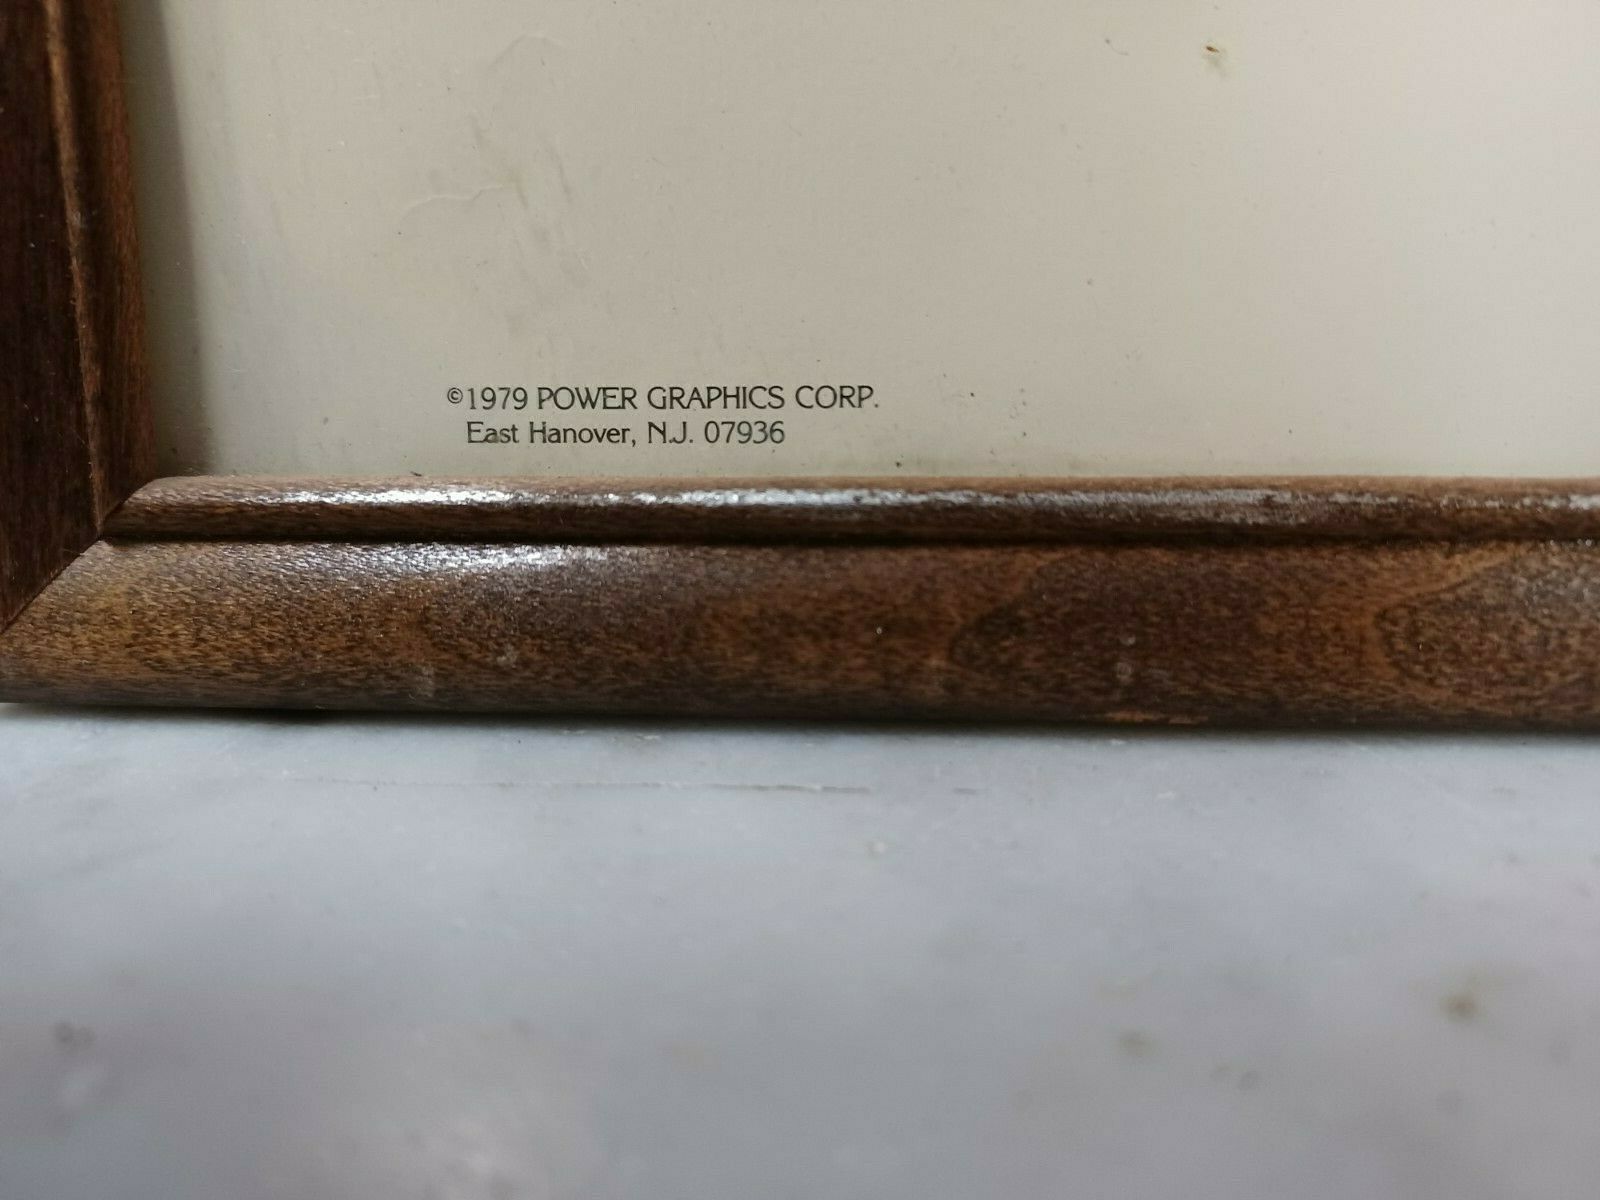 ©1979 POWER GRAPHICS CORP.
East Hanover, N.J. 07936